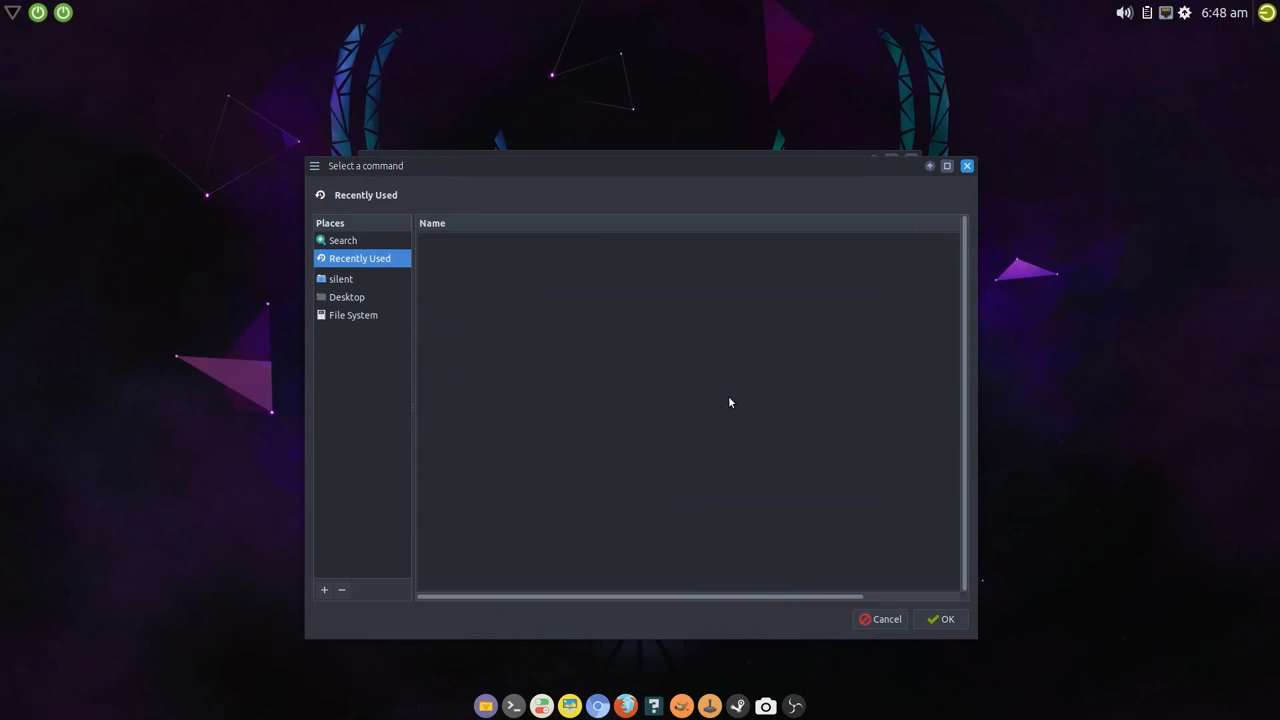 6:48 am
Select a command
Recently Used
Places
Name
Search
Recently Used
silent
Desktop
File System
Cancel
OK